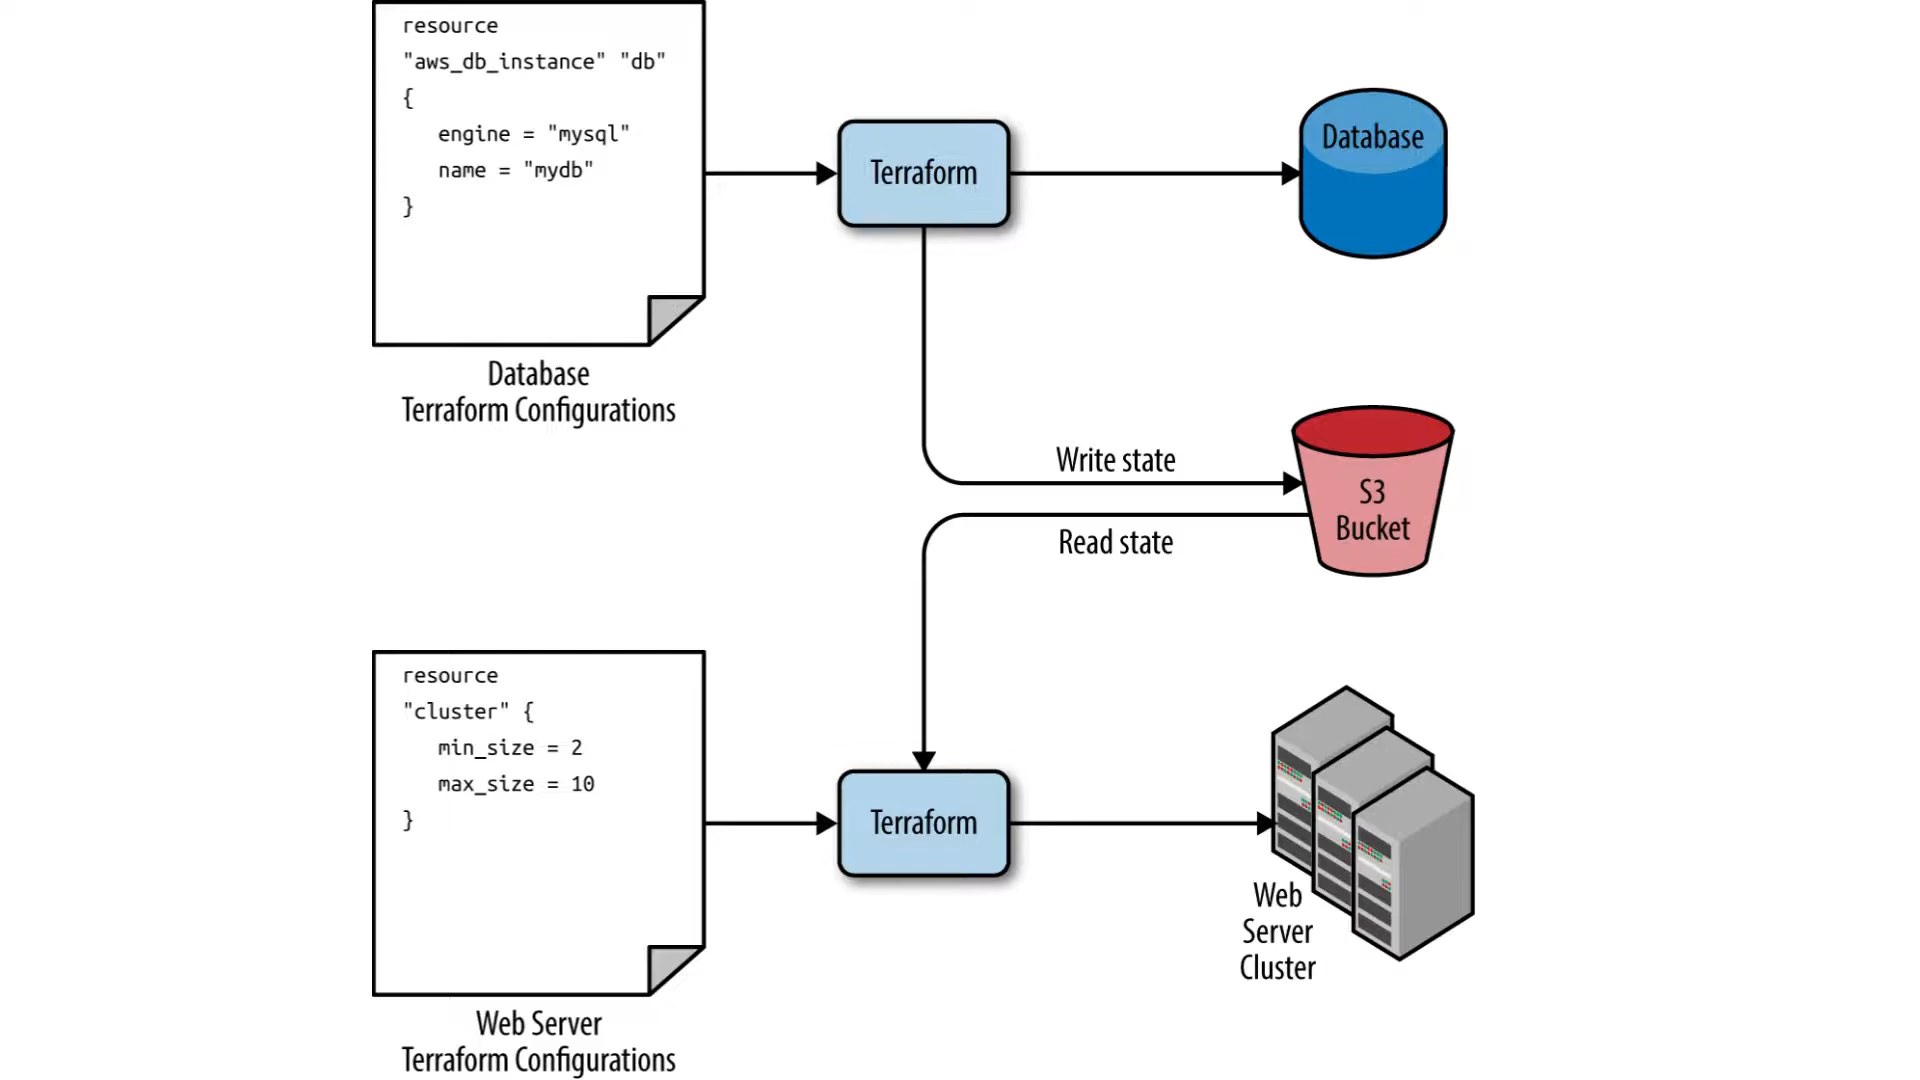 resource
"aws_db_instance" "db"
{
engine = "mysql"
name = "mydb"
}
Database
Terraform Configurations
Terraform
Database
Write state
Read state
S3
Bucket
resource
"cluster" {
min_size = 2
max_size = 10
}
Web Server
Terraform Configurations
Terraform
Web
Server
Cluster